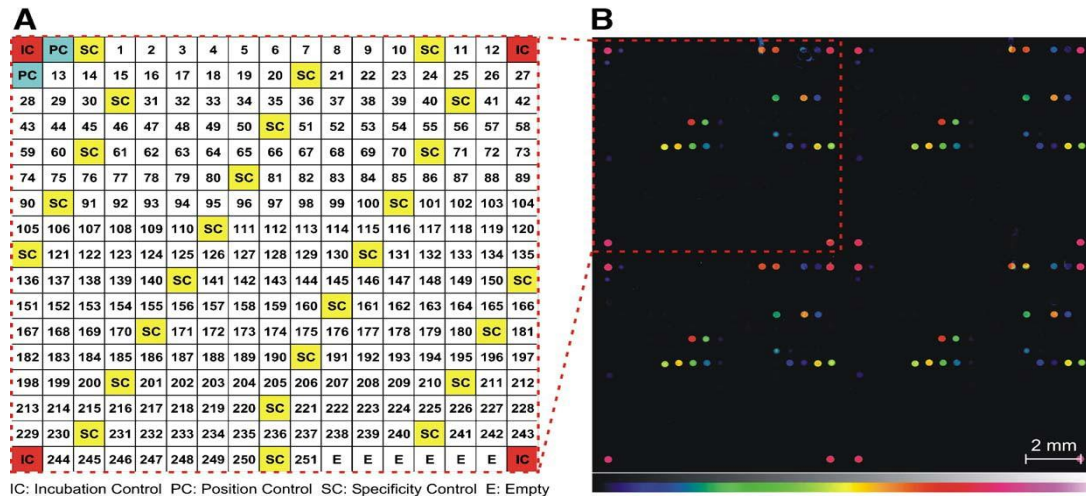 A B
IC PC SC 1 2 3 4 5 6 7 8 9 10 SC 11 12 IC
PC 13 14 15 16 17 18 19 20 SC 21 22 23 24 25 26 27
28 29 30 SC 31 32 33 34 35 36 37 38 39 40 SC 41 42
43 44 45 46 47 48 49 50 SC 51 52 53 54 55 56 57 58
59 60 SC 61 62 63 64 65 66 67 68 69 70 SC 71 72 73
74 75 76 77 78 79 80 SC 81 82 83 84 85 86 87 88 89
90 SC 91 92 93 94 95 96 97 98 99 100 SC 101 102 103 104
105 106 107 108 109 110 SC 111 112 113 114 115 116 117 118 119 120
SC 121 122 123 124 125 126 127 128 129 130 SC 131 132 133 134 135
136 137 138 139 140 SC 141 142 143 144 145 146 147 148 149 150 SC
151 152 153 154 155 156 157 158 159 160 SC 161 162 163 164 165 166
167 168 169 170 SC 171 172 173 174 175 176 177 178 179 180 SC 181
182 183 184 185 186 187 188 189 190 SC 191 192 193 194 195 196 197
198 199 200 SC 201 202 203 204 205 206 207 208 209 210 SC 211 212
213 214 215 216 217 218 219 220 SC 221 222 223 224 225 226 227 228
229 230 SC 231 232 233 234 235 236 237 238 239 240 SC 241 242 243
IC 244 245 246 247 248 249 250 SC 251 E E E E E E IC
2 mm
IC: Incubation Control PC: Position Control SC: Specificity Control E: Empty